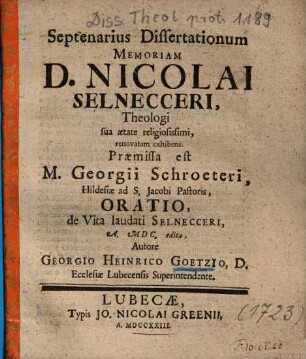 Diss. Theol. prot. 1189
Septenarius Dissertationum
MEMORIAM
D. NICOLAI
SELNECCERI,
Theologi
sua ætate religiosissimi,
renovatam exhibens.
Præmissa est
M. Georgii Schroeteri,
Hildesiæ ad S. Jacobi Pastoris,
ORATIO,
de Vita laudati SELNECCERI,
A. MDC. edita,
Autore
GEORGIO HEINRICO GOETZIO, D.
Ecclesiæ Lubecensis Superintendente.
LUBECÆ,
Typis JO. NICOLAI GREENII,
A. MDCCXXIII.
(1723)